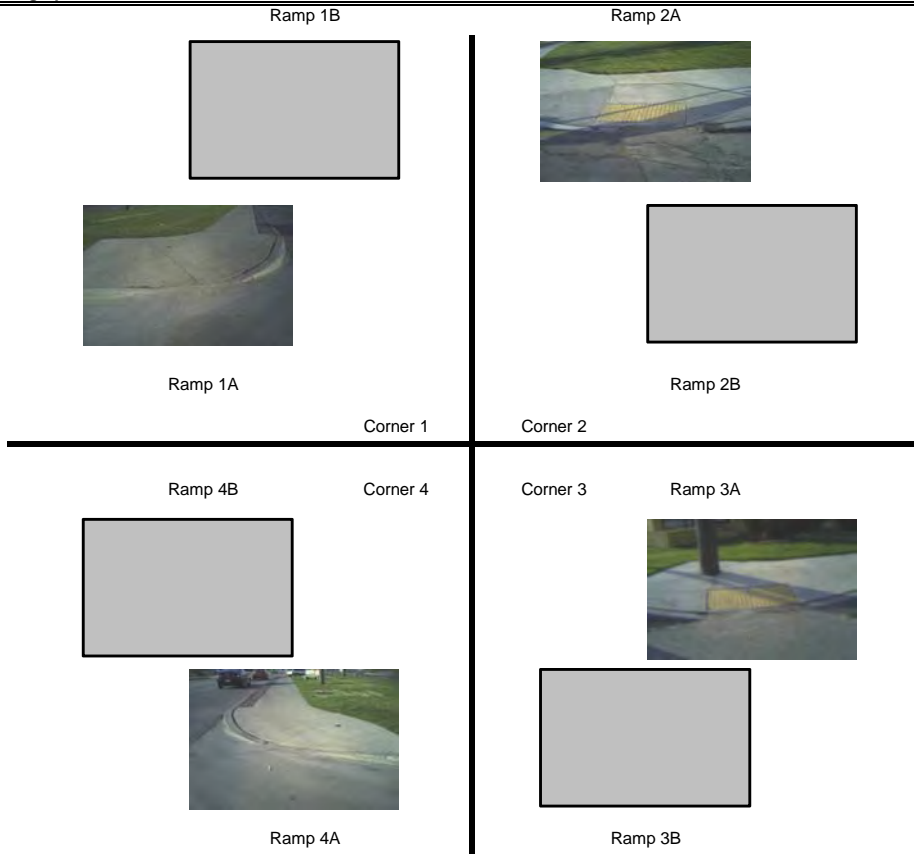 Ramp 1B Ramp 2A
Ramp 1A Ramp 2B
Corner 1 Corner 2
Ramp 4B Corner 4 Corner 3 Ramp 3A
Ramp 4A Ramp 3B